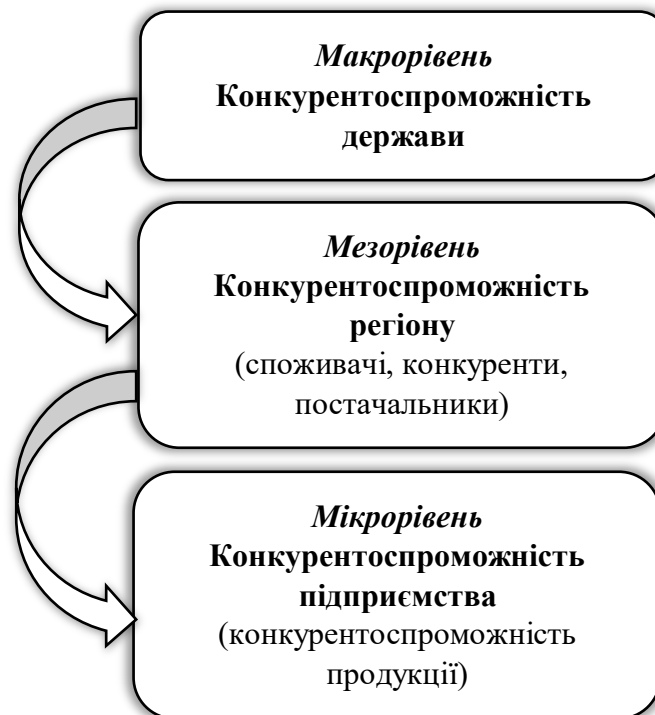 Макрорівень
Конкурентоспроможність
держави
Мезорівень
Конкурентоспроможність
регіону
(споживачі, конкуренти,
постачальники)
Мікрорівень
Конкурентоспроможність
підприємства
(конкурентоспроможність
продукції)